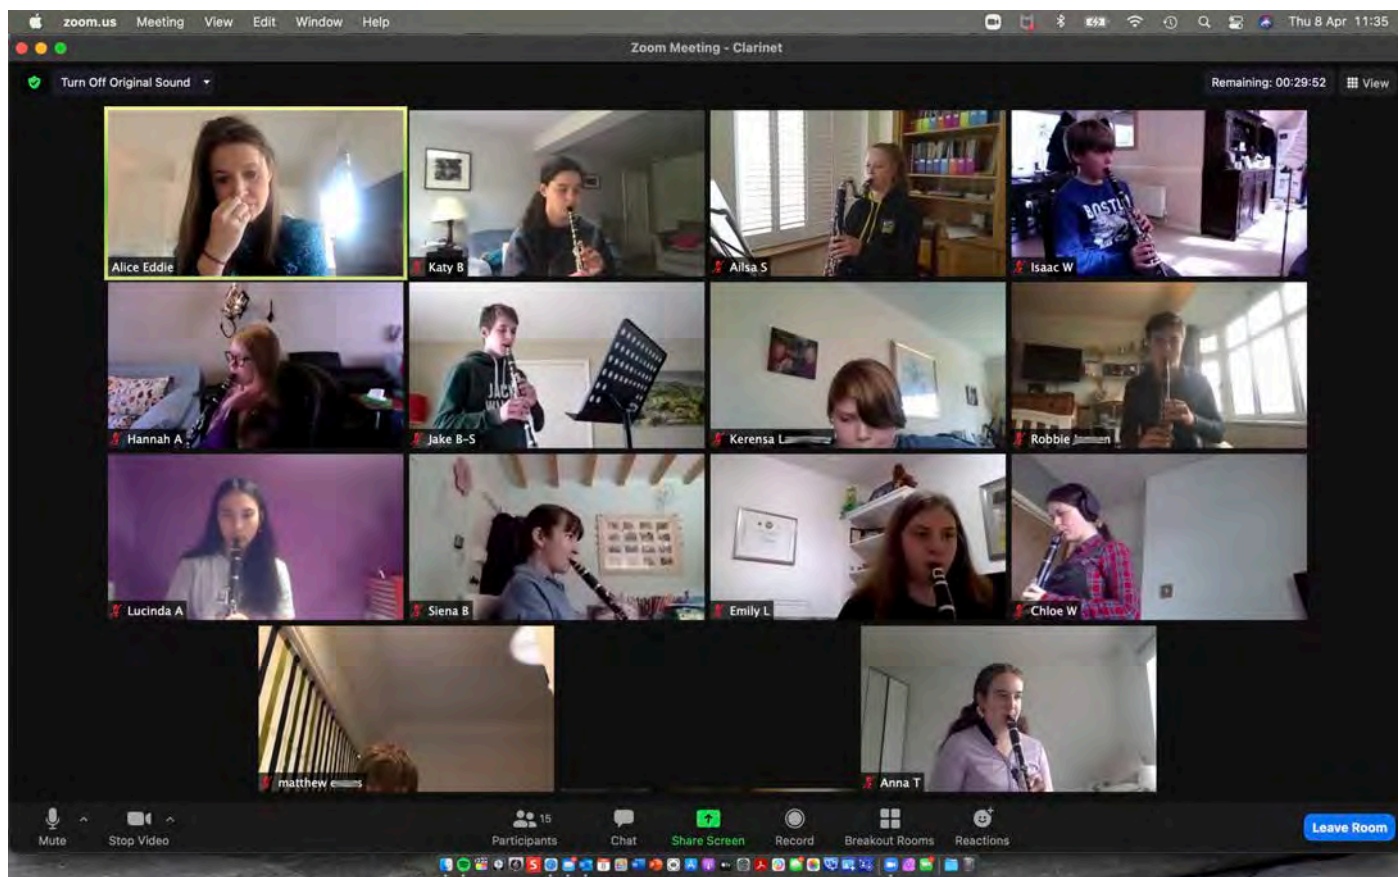 zoom.us Meeting View Edit Window Help Thu 8 Apr 11:35
Zoom Meeting - Clarinet
Turn Off Original Sound Remaining: 00:29:52 View
Alice Eddie Katy B Ailsa S Isaac W
BOSTON
Hannah A Jake B-S Kerensa L Robbie
JACK
Lucinda A Siena B Emily L Chloe W
matthew Anna T
15
Mute Stop Video Participants Chat Share Screen Record Breakout Rooms Reactions Leave Room